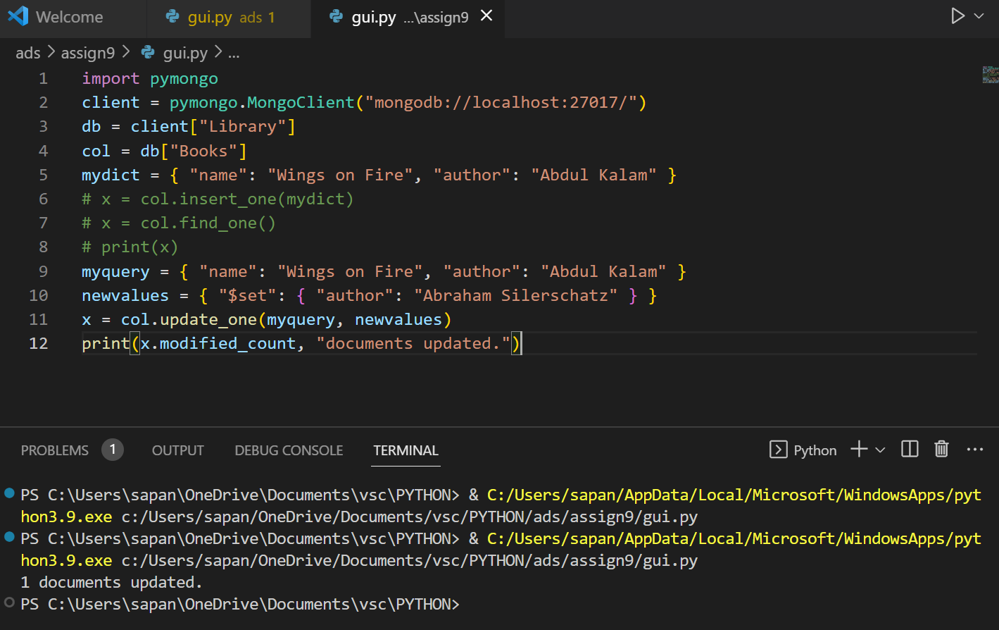 Welcome gui.py ads 1 gui.py ...\assign9
ads > assign9 > gui.py > ...
1 import pymongo
2 client = pymongo.MongoClient("mongodb://localhost:27017/")
3 db = client["Library"]
4 col = db["Books"]
5 mydict = { "name": "Wings on Fire", "author": "Abdul Kalam" }
6 # x = col.insert_one(mydict)
7 # x = col.find_one()
8 # print(x)
9 myquery = { "name": "Wings on Fire", "author": "Abdul Kalam" }
10 newvalues = { "$set": { "author": "Abraham Silerschatz" } }
11 x = col.update_one(myquery, newvalues)
12 print(x.modified_count, "documents updated.")
PROBLEMS 1 OUTPUT DEBUG CONSOLE TERMINAL Python
PS C:\Users\sapan\OneDrive\Documents\vsc\PYTHON> & C:/Users/sapan/AppData/Local/Microsoft/WindowsApps/pyt
hon3.9.exe c:/Users/sapan/OneDrive/Documents/vsc/PYTHON/ads/assign9/gui.py
PS C:\Users\sapan\OneDrive\Documents\vsc\PYTHON> & C:/Users/sapan/AppData/Local/Microsoft/WindowsApps/pyt
hon3.9.exe c:/Users/sapan/OneDrive/Documents/vsc/PYTHON/ads/assign9/gui.py
1 documents updated.
PS C:\Users\sapan\OneDrive\Documents\vsc\PYTHON>